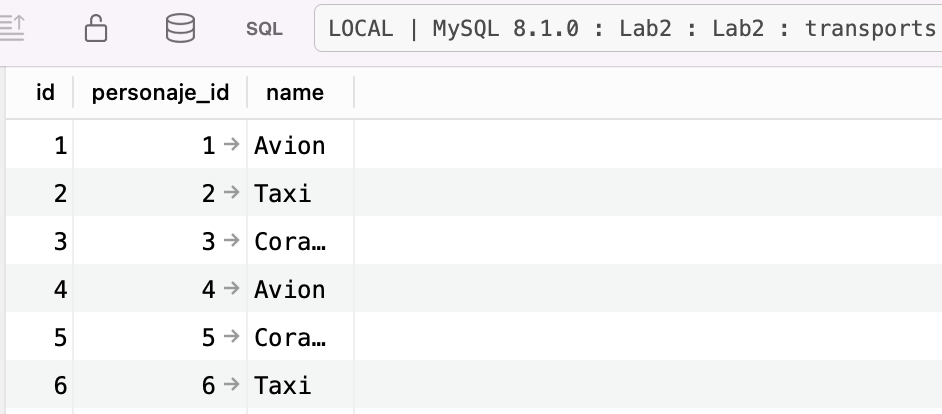 SQL LOCAL | MySQL 8.1.0 : Lab2 : Lab2 : transports
id personaje_id name
1 1 → Avion
2 2 → Taxi
3 3 → Cora…
4 4 → Avion
5 5 → Cora…
6 6 → Taxi